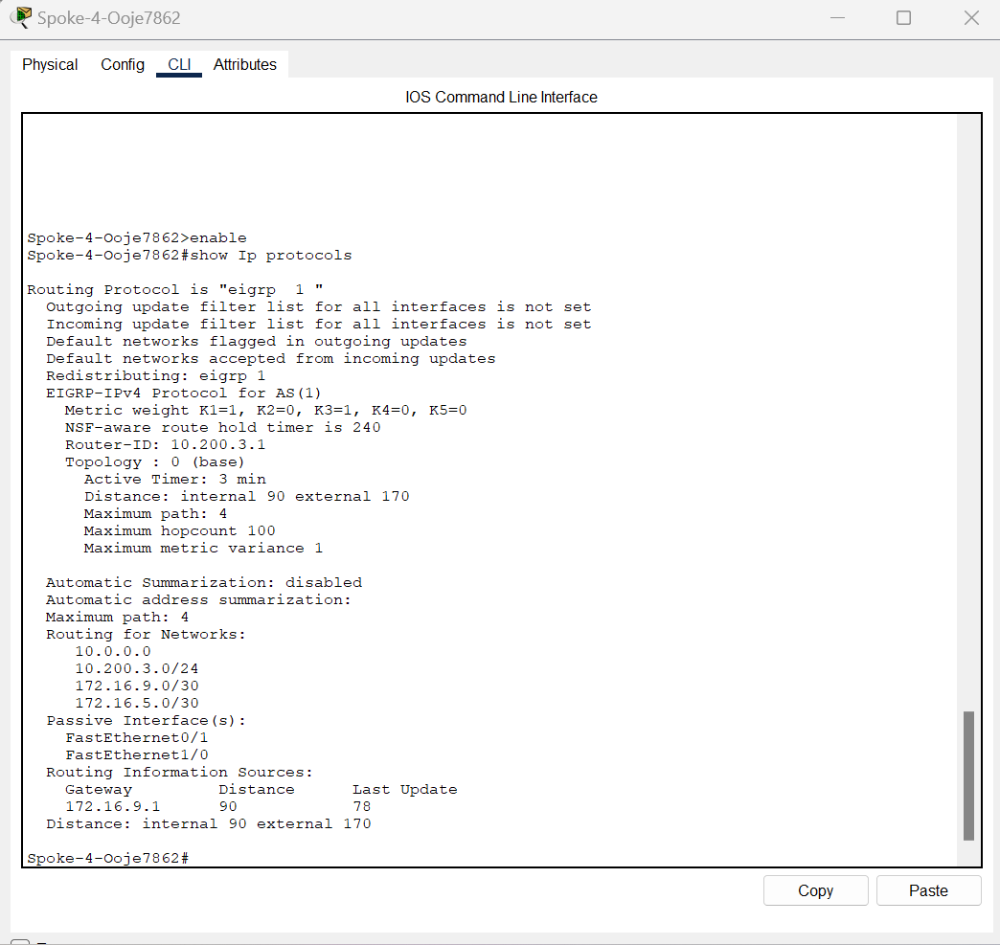 Spoke-4-Ooje7862
Physical Config CLI Attributes
IOS Command Line Interface
Spoke-4-Ooje7862>enable
Spoke-4-Ooje7862#show Ip protocols
Routing Protocol is "eigrp  1 "
  Outgoing update filter list for all interfaces is not set
  Incoming update filter list for all interfaces is not set
  Default networks flagged in outgoing updates
  Default networks accepted from incoming updates
  Redistributing: eigrp 1
  EIGRP-IPv4 Protocol for AS(1)
    Metric weight K1=1, K2=0, K3=1, K4=0, K5=0
    NSF-aware route hold timer is 240
    Router-ID: 10.200.3.1
    Topology : 0 (base)
      Active Timer: 3 min
      Distance: internal 90 external 170
      Maximum path: 4
      Maximum hopcount 100
      Maximum metric variance 1
  Automatic Summarization: disabled
  Automatic address summarization:
  Maximum path: 4
  Routing for Networks:
     10.0.0.0
     10.200.3.0/24
     172.16.9.0/30
     172.16.5.0/30
  Passive Interface(s):
    FastEthernet0/1
    FastEthernet1/0
  Routing Information Sources:
    Gateway         Distance      Last Update
    172.16.9.1      90            78
  Distance: internal 90 external 170
Spoke-4-Ooje7862#
Copy Paste